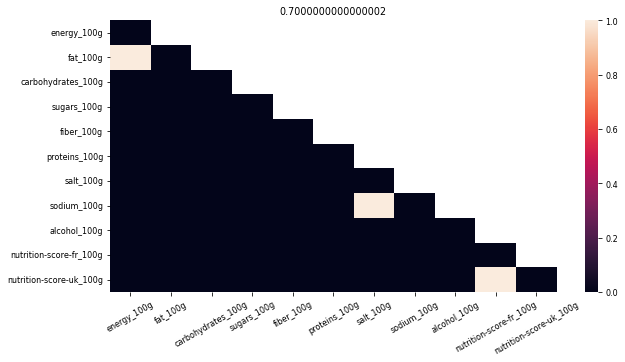 0.7000000000000002
energy_100g
fat_100g
carbohydrates_100g
sugars_100g
fiber_100g
proteins_100g
salt_100g
sodium_100g
alcohol_100g
nutrition-score-fr_100g
nutrition-score-uk_100g
energy_100g
fat_100g
carbohydrates_100g
sugars_100g
fiber_100g
proteins_100g
salt_100g
sodium_100g
alcohol_100g
nutrition-score-fr_100g
nutrition-score-uk_100g
1.0
0.8
0.6
0.4
0.2
0.0